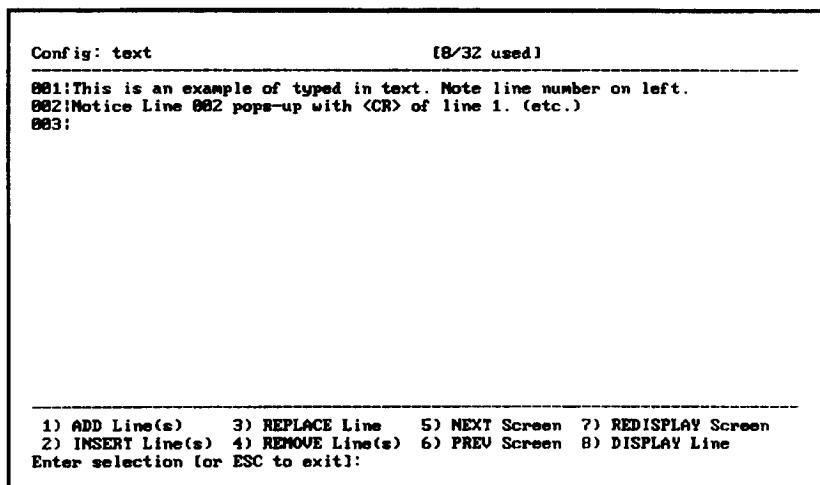 Config: text [8/32 used]
001:This is an example of typed in text. Note line number on left.
002:Notice Line 002 pops-up with <CR> of line 1. (etc.)
003:
1) ADD Line(s) 3) REPLACE Line 5) NEXT Screen 7) REDISPLAY Screen
2) INSERT Line(s) 4) REMOVE Line(s) 6) PREV Screen 8) DISPLAY Line
Enter selection [or ESC to exit]: